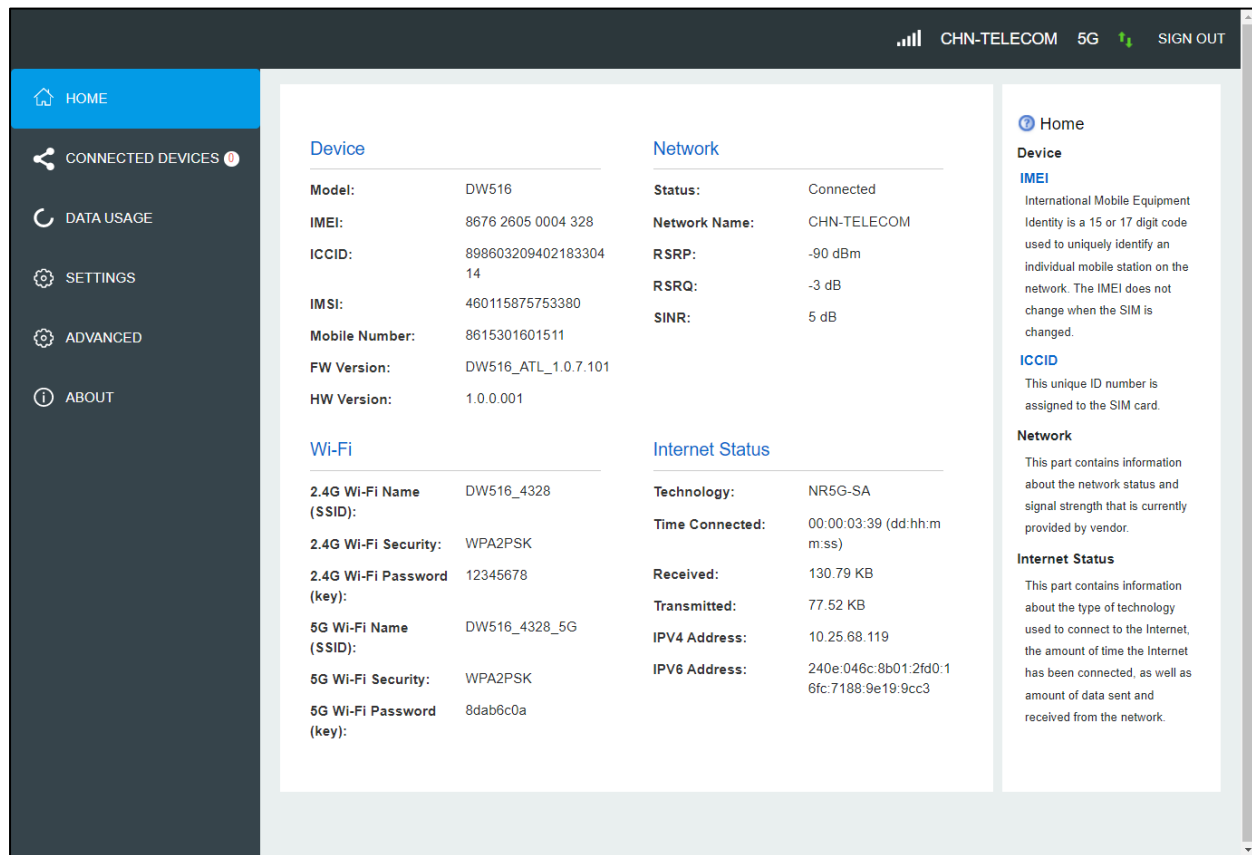 CHN-TELECOM 5G SIGN OUT
HOME
CONNECTED DEVICES 0
DATA USAGE
SETTINGS
ADVANCED
ABOUT
Device
Model: DW516
IMEI: 8676 2605 0004 328
ICCID: 898603209402183304
14
IMSI: 460115875753380
Mobile Number: 8615301601511
FW Version: DW516_ATL_1.0.7.101
HW Version: 1.0.0.001
Network
Status: Connected
Network Name: CHN-TELECOM
RSRP: -90 dBm
RSRQ: -3 dB
SINR: 5 dB
Wi-Fi
2.4G Wi-Fi Name DW516_4328
(SSID):
2.4G Wi-Fi Security: WPA2PSK
2.4G Wi-Fi Password 12345678
(key):
5G Wi-Fi Name DW516_4328_5G
(SSID):
5G Wi-Fi Security: WPA2PSK
5G Wi-Fi Password 8dab6c0a
(key):
Internet Status
Technology: NR5G-SA
Time Connected: 00:00:03:39 (dd:hh:m
m:ss)
Received: 130.79 KB
Transmitted: 77.52 KB
IPV4 Address: 10.25.68.119
IPV6 Address: 240e:046c:8b01:2fd0:1
6fc:7188:9e19:9cc3
? Home
Device
IMEI
International Mobile Equipment
Identity is a 15 or 17 digit code
used to uniquely identify an
individual mobile station on the
network. The IMEI does not
change when the SIM is
changed.
ICCID
This unique ID number is
assigned to the SIM card.
Network
This part contains information
about the network status and
signal strength that is currently
provided by vendor.
Internet Status
This part contains information
about the type of technology
used to connect to the Internet,
the amount of time the Internet
has been connected, as well as
amount of data sent and
received from the network.